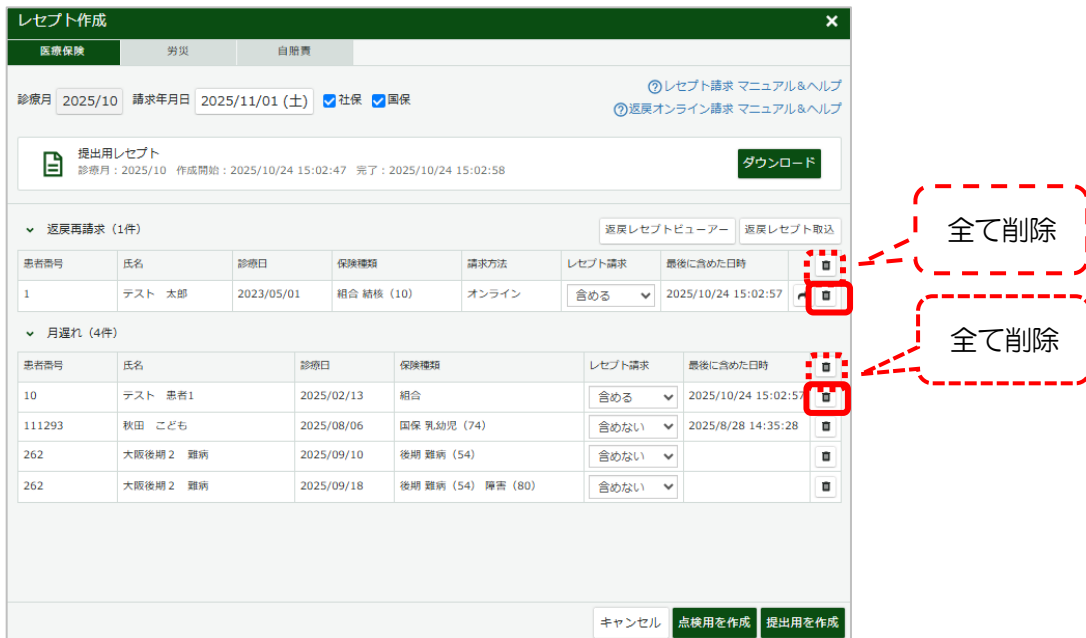 レセプト作成 ×
医療保険 労災 自賠責
診療月 2025/10 請求年月日 2025/11/01 (土) 社保 国保
?レセプト請求 マニュアル&ヘルプ
?返戻オンライン請求 マニュアル&ヘルプ
提出用レセプト
診療月：2025/10 作成開始：2025/10/24 15:02:47 完了：2025/10/24 15:02:58
ダウンロード
返戻再請求（1件） 返戻レセプトビューアー 返戻レセプト取込
患者番号 氏名 診療日 保険種類 請求方法 レセプト請求 最後に含めた日時
1 テスト 太郎 2023/05/01 組合 結核（10） オンライン 含める 2025/10/24 15:02:57
月遅れ（4件）
患者番号 氏名 診療日 保険種類 レセプト請求 最後に含めた日時
10 テスト 患者1 2025/02/13 組合 含める 2025/10/24 15:02:57
111293 秋田 こども 2025/08/06 国保 乳幼児（74） 含めない 2025/8/28 14:35:28
262 大阪後期２ 難病 2025/09/10 後期 難病（54） 含めない
262 大阪後期２ 難病 2025/09/18 後期 難病（54） 障害（80） 含めない
キャンセル 点検用を作成 提出用を作成
全て削除
全て削除